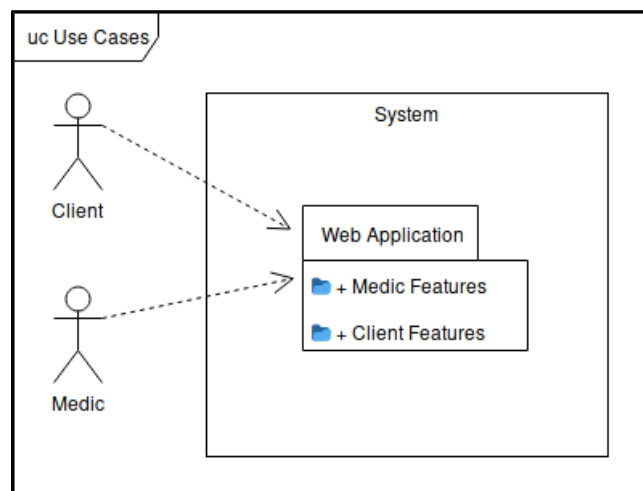 uc Use Cases
System
Client
Web Application
+ Medic Features
+ Client Features
Medic